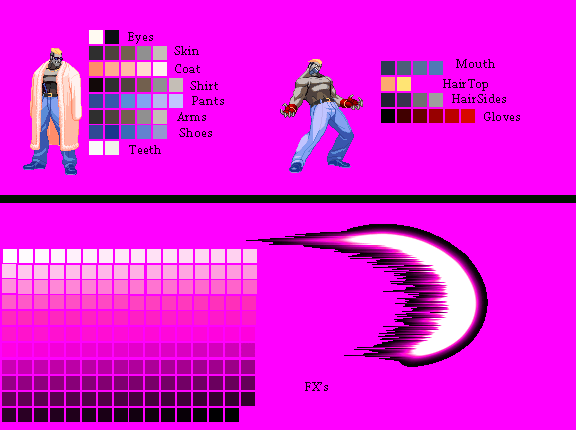 Eyes
Skin
Coat
Shirt
Pants
Arms
Shoes
Teeth
Mouth
Hair Top
HairSides
Gloves
FX's